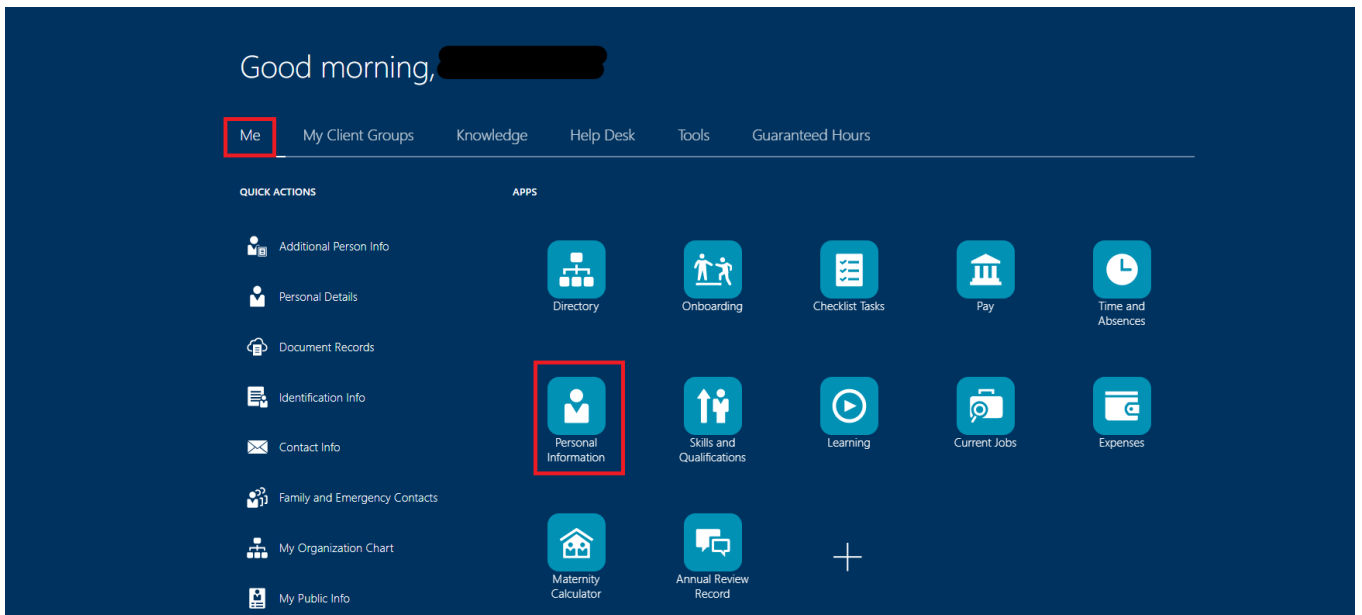 Good morning,
Me My Client Groups Knowledge Help Desk Tools Guaranteed Hours
QUICK ACTIONS
Additional Person Info
Personal Details
Document Records
Identification Info
Contact Info
Family and Emergency Contacts
My Organization Chart
My Public Info
APPS
Directory
Onboarding
Checklist Tasks
Pay
Time and
Absences
Personal
Information
Skills and
Qualifications
Learning
Current Jobs
Expenses
Maternity
Calculator
Annual Review
Record